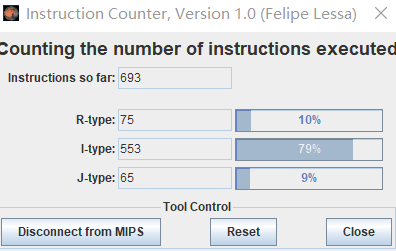 Instruction Counter, Version 1.0 (Felipe Lessa)
Counting the number of instructions executed
Instructions so far: 693
R-type: 75 10%
I-type: 553 79%
J-type: 65 9%
Tool Control
Disconnect from MIPS Reset Close